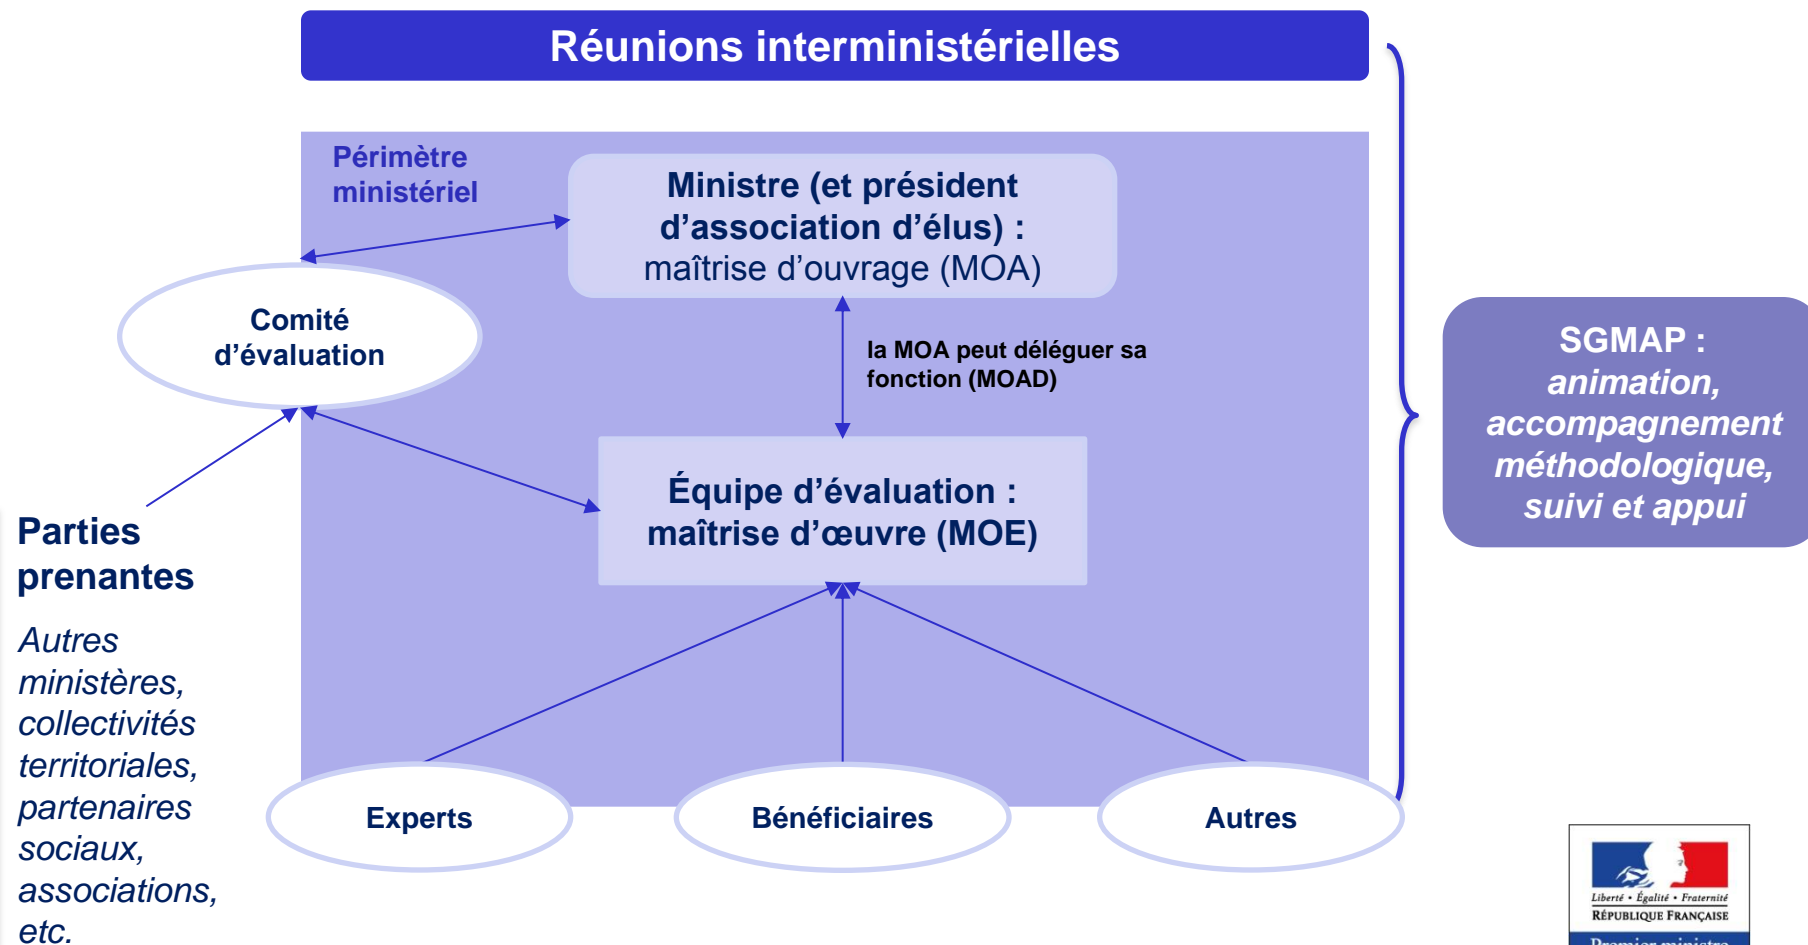 Réunions interministérielles
Périmètre
ministériel
Ministre (et président
d’association d’élus) :
maîtrise d’ouvrage (MOA)
Comité
d’évaluation
la MOA peut déléguer sa
fonction (MOAD)
SGMAP :
animation,
accompagnement
méthodologique,
suivi et appui
Équipe d’évaluation :
maîtrise d’œuvre (MOE)
Parties
prenantes
Autres
ministères,
collectivités
territoriales,
partenaires
sociaux,
associations,
etc.
Experts
Bénéficiaires
Autres
Liberté • Égalité • Fraternité
RÉPUBLIQUE FRANÇAISE
Premier ministre